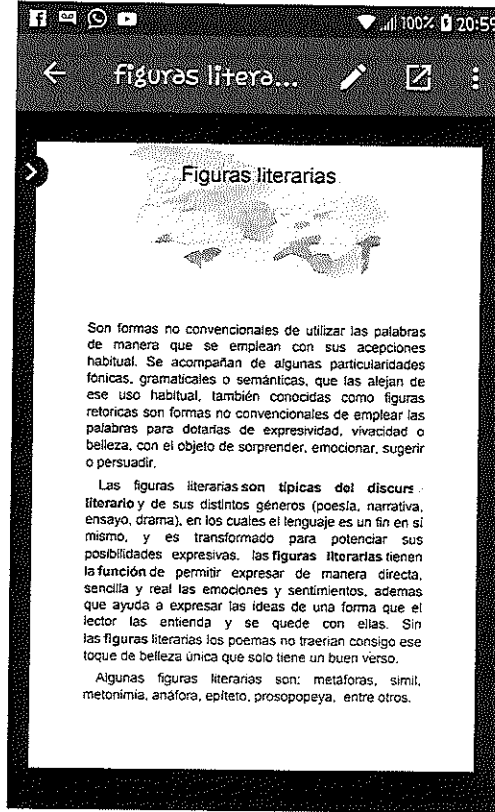 100% 20:59
figuras litera...
Figuras literarias
Son formas no convencionales de utilizar las palabras
de manera que se emplean con sus acepciones
habitual. Se acompañan de algunas particularidades
fónicas, gramaticales o semánticas, que las alejan de
ese uso habitual, también conocidas como figuras
retoricas son formas no convencionales de emplear las
palabras para dotarlas de expresividad, vivacidad o
belleza, con el objeto de sorprender, emocionar, sugerir
o persuadir.
Las figuras literarias son típicas del discurs
literario y de sus distintos géneros (poesía, narrativa,
ensayo, drama), en los cuales el lenguaje es un fin en sí
mismo, y es transformado para potenciar sus
posibilidades expresivas. las figuras literarias tienen
la función de permitir expresar de manera directa,
sencilla y real las emociones y sentimientos, ademas
que ayuda a expresar las ideas de una forma que el
lector las entienda y se quede con ellas. Sin
las figuras literarias los poemas no traerian consigo ese
toque de belleza única que solo tiene un buen verso.
Algunas figuras literarias son: metáforas, simil,
metonimia, anáfora, epíteto, prosopopeya, entre otros.